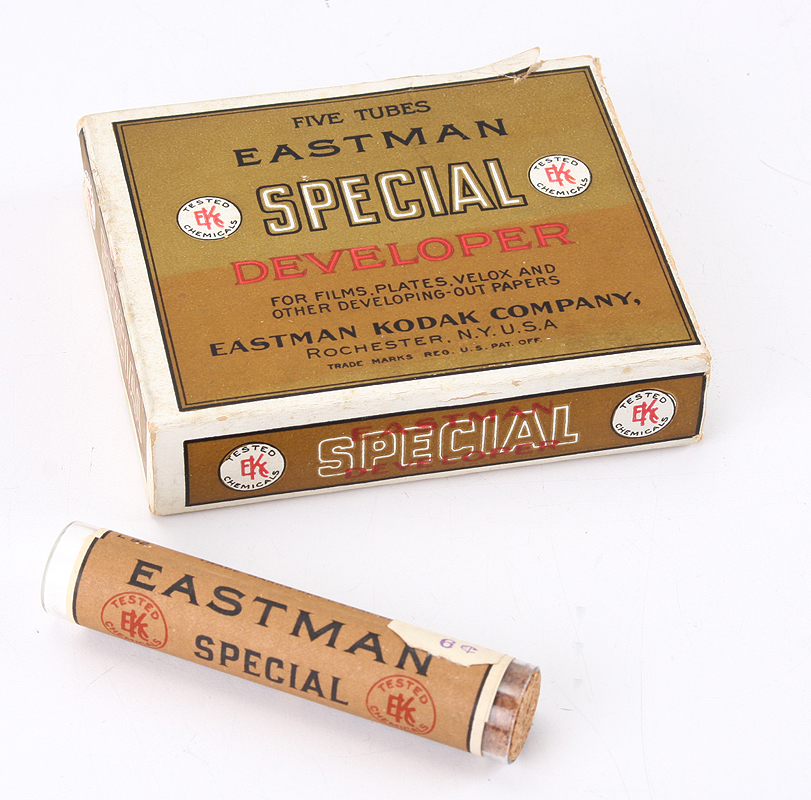 FIVE TUBES
EASTMAN
SPECIAL
TESTED
EKC
CHEMICALS
TESTED
EKC
CHEMICALS
DEVELOPER
FOR FILMS, PLATES, VELOX AND
OTHER DEVELOPING-OUT PAPERS
EASTMAN KODAK COMPANY,
ROCHESTER, N.Y. U.S.A
TRADE MARKS REG. U.S. PAT. OFF.
TESTED
EKC
CHEMICALS
EASTMAN
SPECIAL
DEVELOPER
TESTED
EKC
CHEMICALS
EASTMAN
6¢
TESTED
EKC
CHEMICALS
SPECIAL
TESTED
EKC
CHEMICALS